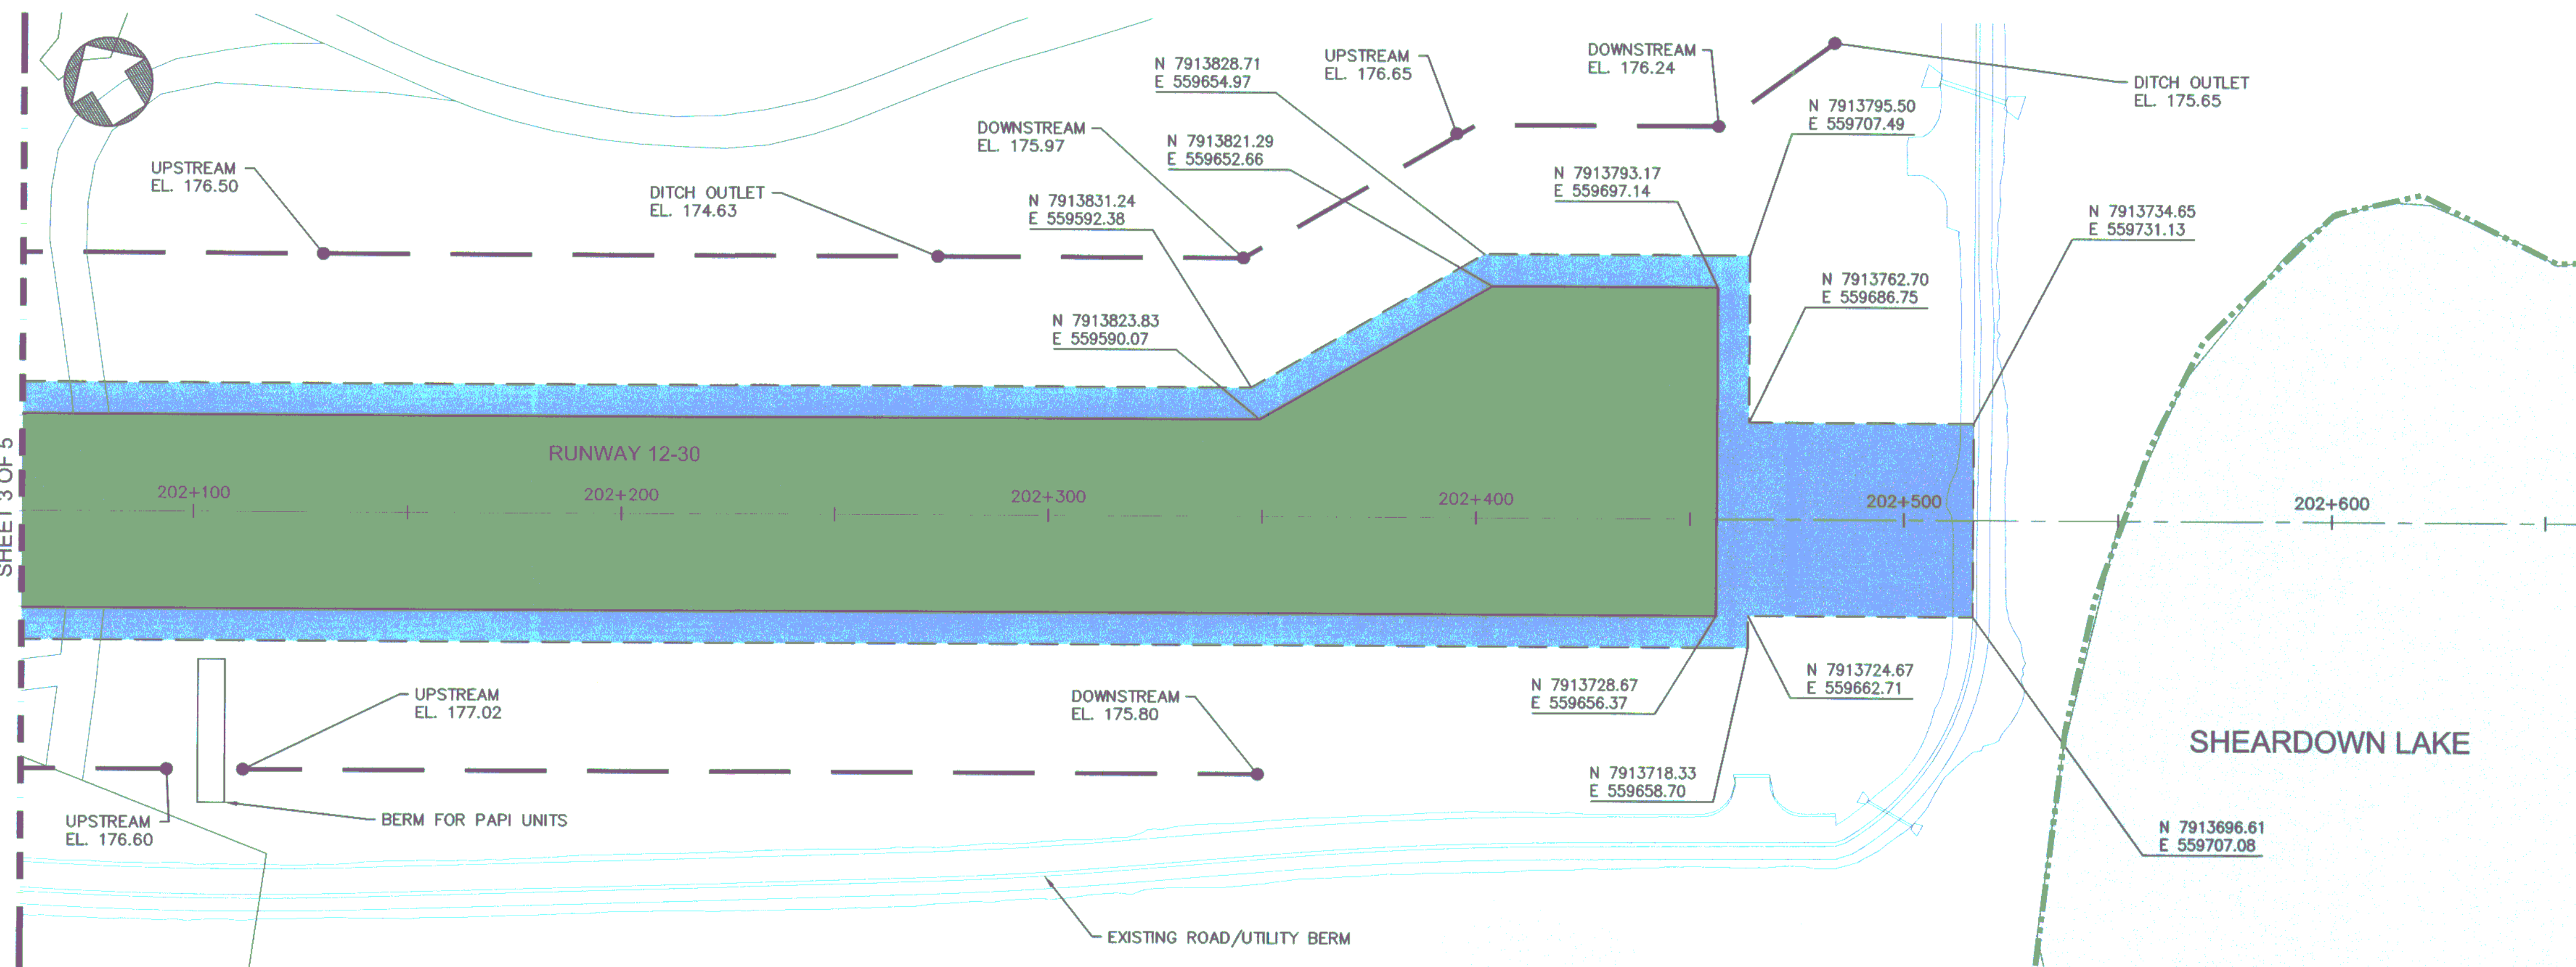 N 7913828.71
E 559654.97
UPSTREAM
EL. 176.65
DOWNSTREAM
EL. 176.24
DITCH OUTLET
EL. 175.65
N 7913795.50
E 559707.49
DOWNSTREAM
EL. 175.97
N 7913821.29
E 559652.66
UPSTREAM
EL. 176.50
DITCH OUTLET
EL. 174.63
N 7913831.24
E 559592.38
N 7913793.17
E 559697.14
N 7913734.65
E 559731.13
N 7913762.70
E 559686.75
N 7913823.83
E 559590.07
SHEET 3 OF 5
RUNWAY 12-30
202+100
202+200
202+300
202+400
202+500
202+600
UPSTREAM
EL. 177.02
DOWNSTREAM
EL. 175.80
N 7913728.67
E 559656.37
N 7913724.67
E 559662.71
SHEARDOWN LAKE
N 7913718.33
E 559658.70
UPSTREAM
EL. 176.60
BERM FOR PAPI UNITS
N 7913696.61
E 559707.08
EXISTING ROAD/UTILITY BERM